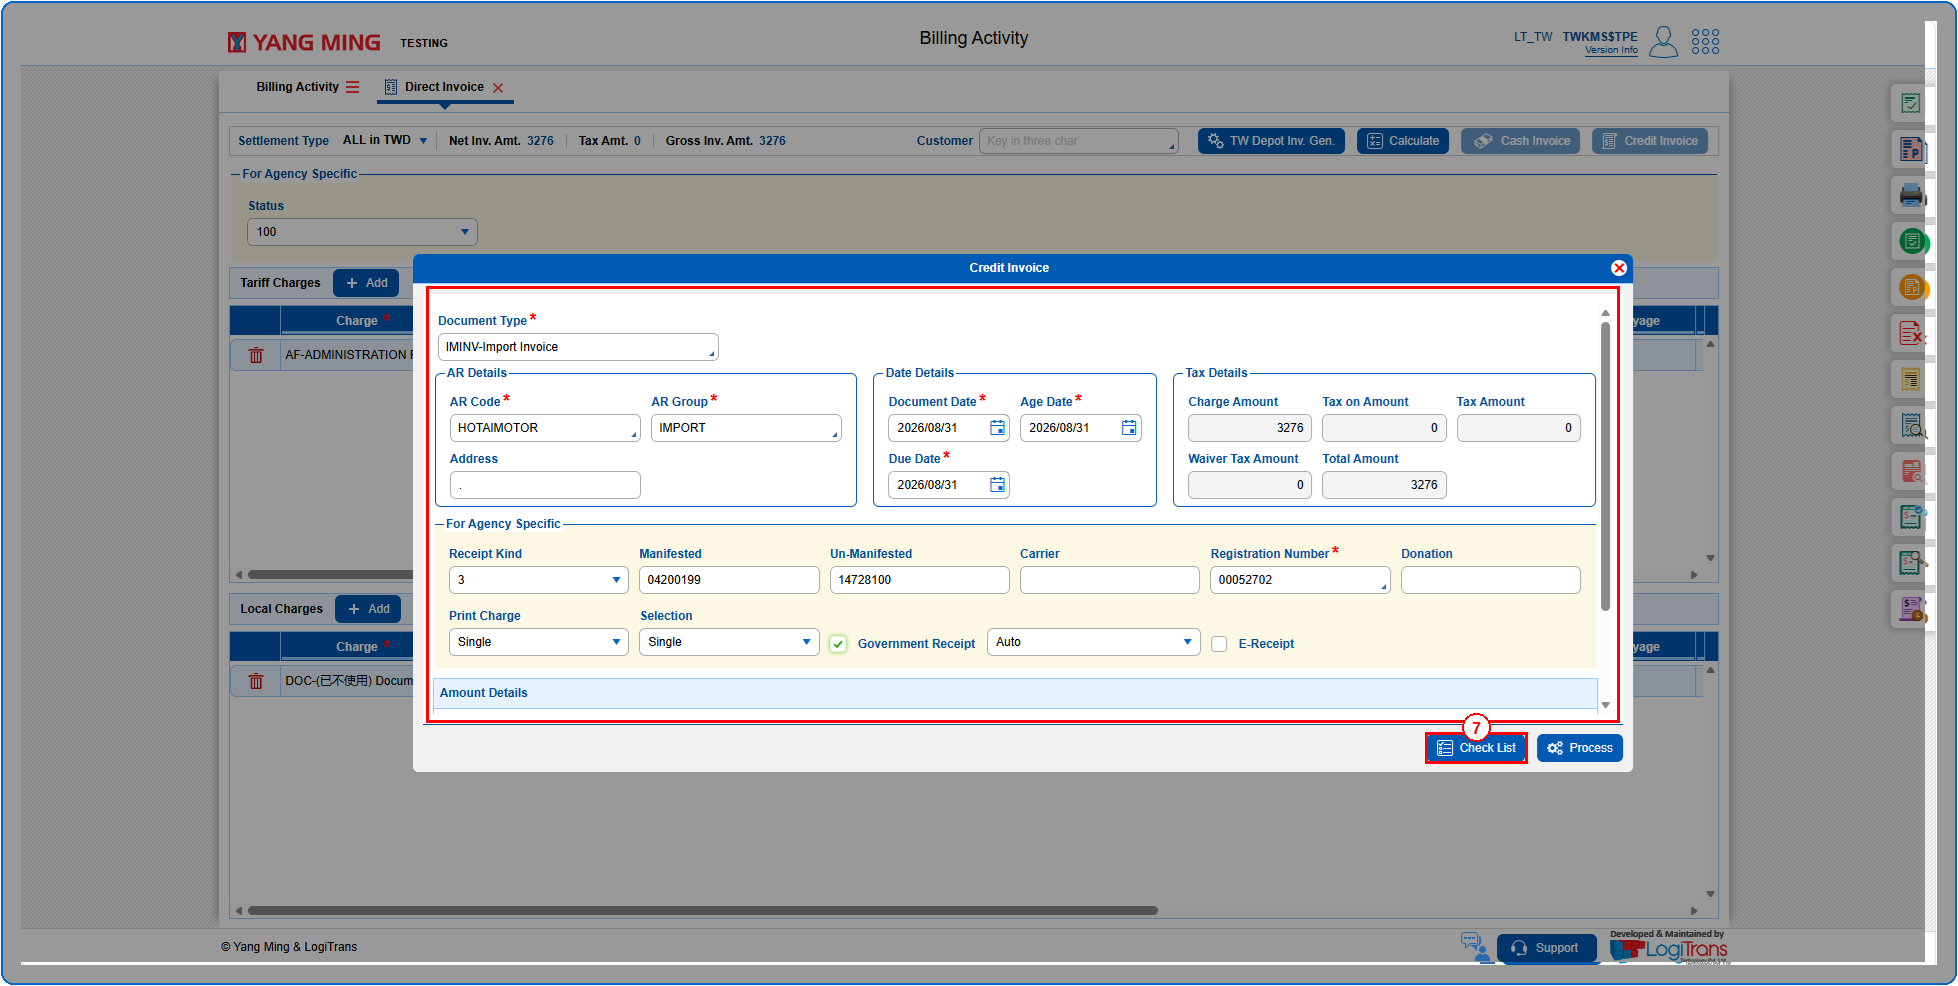 YANG MING TESTING
Billing Activity
LT_TW TWKMS$TPE
Version Info
Billing Activity
Direct Invoice
Settlement Type ALL in TWD Net Inv. Amt. 3276 Tax Amt. 0 Gross Inv. Amt. 3276 Customer Key in three char TW Depot Inv. Gen. Calculate Cash Invoice Credit Invoice
For Agency Specific
Status
100
Tariff Charges + Add
Charge *
yage
AF-ADMINISTRATION F
Local Charges + Add
Charge *
yage
DOC-(已不使用) Docum
Credit Invoice
Document Type *
IMINV-Import Invoice
AR Details
AR Code * AR Group *
HOTAIMOTOR IMPORT
Address
.
Date Details
Document Date * Age Date *
2026/08/31 2026/08/31
Due Date *
2026/08/31
Tax Details
Charge Amount Tax on Amount Tax Amount
3276 0 0
Waiver Tax Amount Total Amount
0 3276
For Agency Specific
Receipt Kind Manifested Un-Manifested Carrier Registration Number * Donation
3 04200199 14728100 00052702
Print Charge Selection
Single Single Government Receipt Auto E-Receipt
Amount Details
7
Check List Process
© Yang Ming & LogiTrans
Support
Developed & Maintained by
LogiTrans